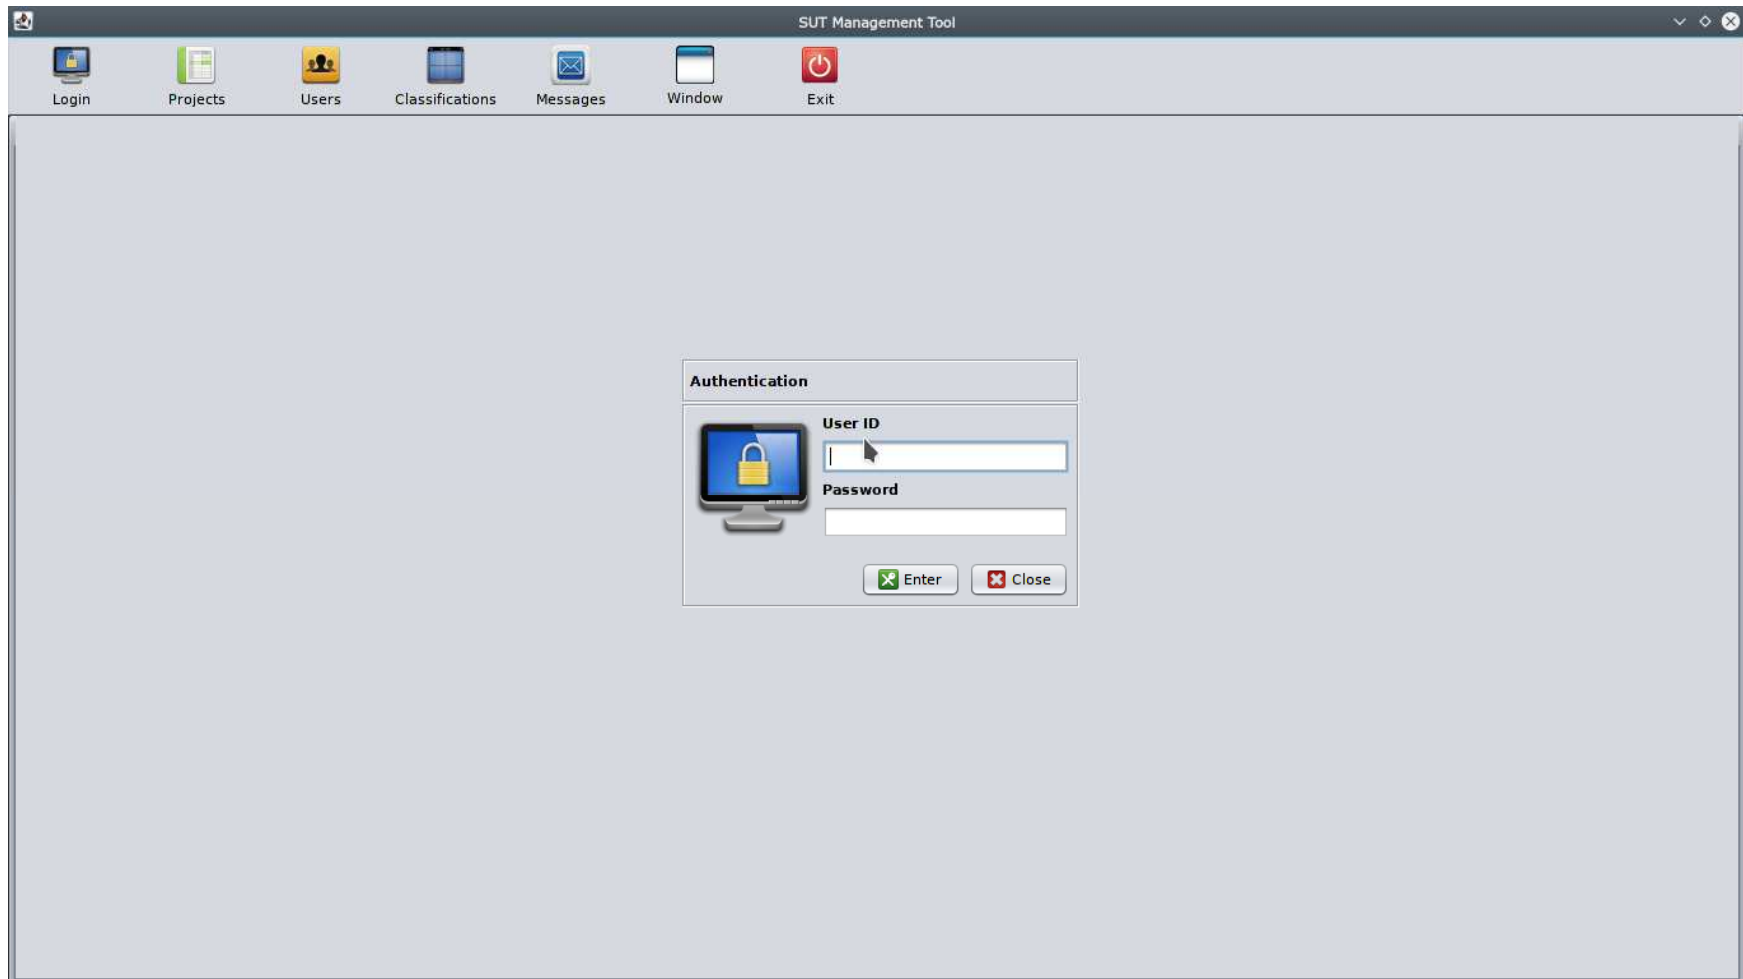 SUT Management Tool
Login Projects Users Classifications Messages Window Exit
Authentication
User ID
Password
Enter Close